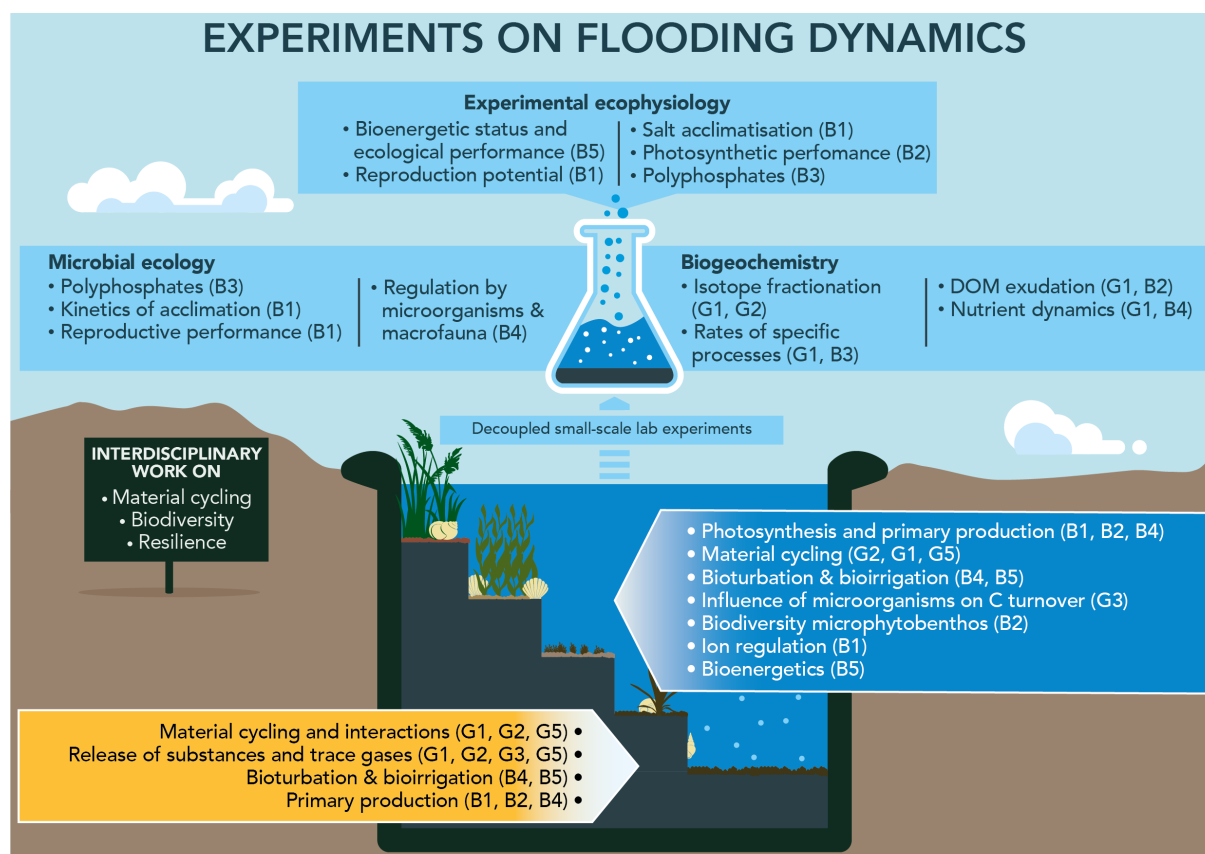 EXPERIMENTS ON FLOODING DYNAMICS
Experimental ecophysiology
• Bioenergetic status and
ecological performance (B5)
• Reproduction potential (B1)
• Salt acclimatisation (B1)
• Photosynthetic perfomance (B2)
• Polyphosphates (B3)
Microbial ecology
• Polyphosphates (B3)
• Kinetics of acclimation (B1)
• Reproductive performance (B1)
• Regulation by
microorganisms &
macrofauna (B4)
Biogeochemistry
• Isotope fractionation
(G1, G2)
• Rates of specific
processes (G1, B3)
• DOM exudation (G1, B2)
• Nutrient dynamics (G1, B4)
Decoupled small-scale lab experiments
INTERDISCIPLINARY
WORK ON
• Material cycling
• Biodiversity
• Resilience
• Photosynthesis and primary production (B1, B2, B4)
• Material cycling (G2, G1, G5)
• Bioturbation & bioirrigation (B4, B5)
• Influence of microorganisms on C turnover (G3)
• Biodiversity microphytobenthos (B2)
• Ion regulation (B1)
• Bioenergetics (B5)
Material cycling and interactions (G1, G2, G5) •
Release of substances and trace gases (G1, G2, G3, G5) •
Bioturbation & bioirrigation (B4, B5) •
Primary production (B1, B2, B4) •